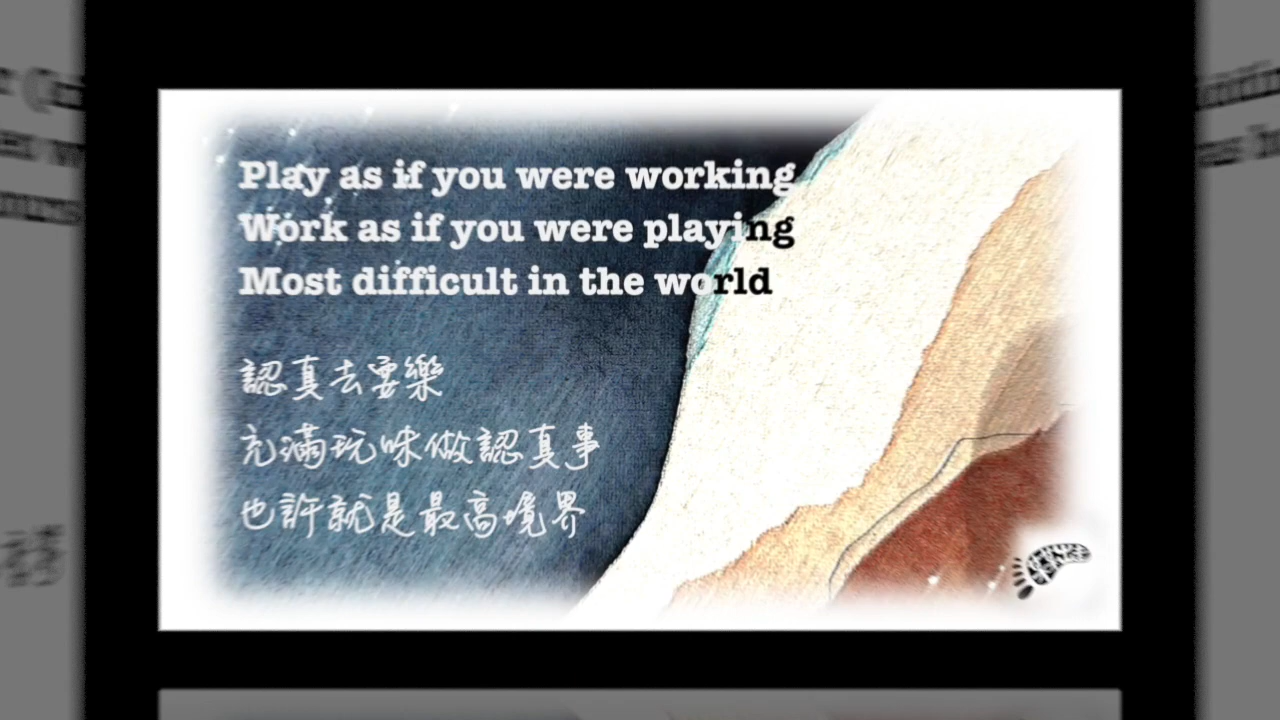 Play as if you were working
Work as if you were playing
Most difficult in the world
認真去耍樂
充滿玩味做認真事
也許就是最高境界